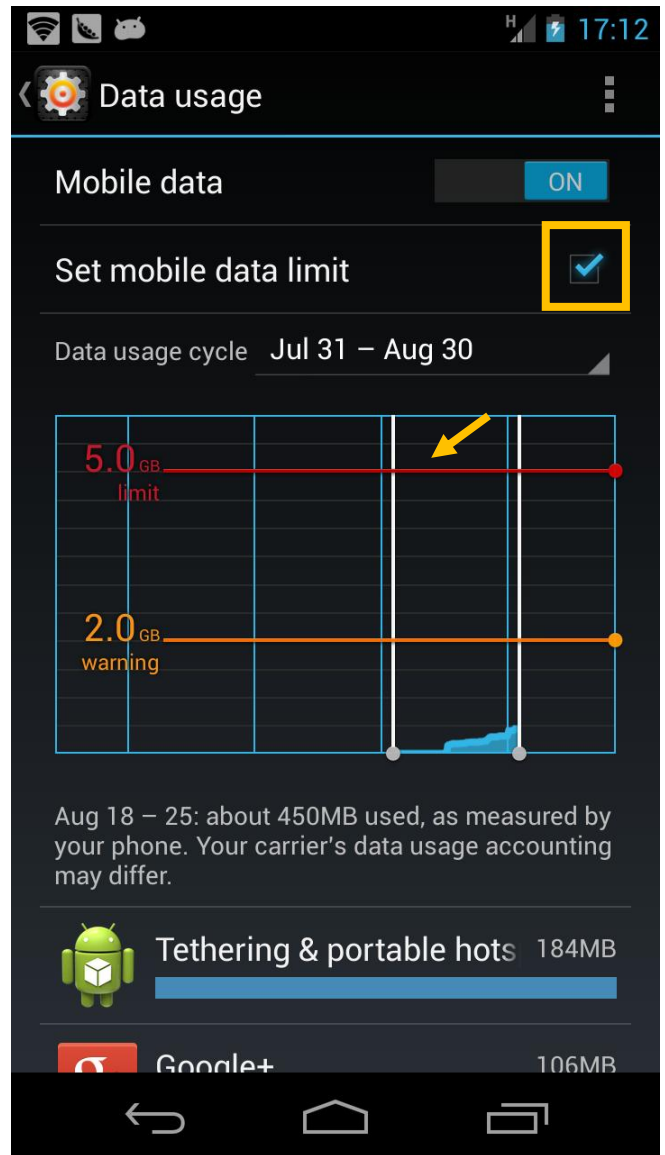 H 17:12
Data usage
Mobile data ON
Set mobile data limit
Data usage cycle Jul 31 – Aug 30
5.0 GB
limit
2.0 GB
warning
Aug 18 – 25: about 450MB used, as measured by
your phone. Your carrier's data usage accounting
may differ.
Tethering & portable hots 184MB
Google+ 106MB